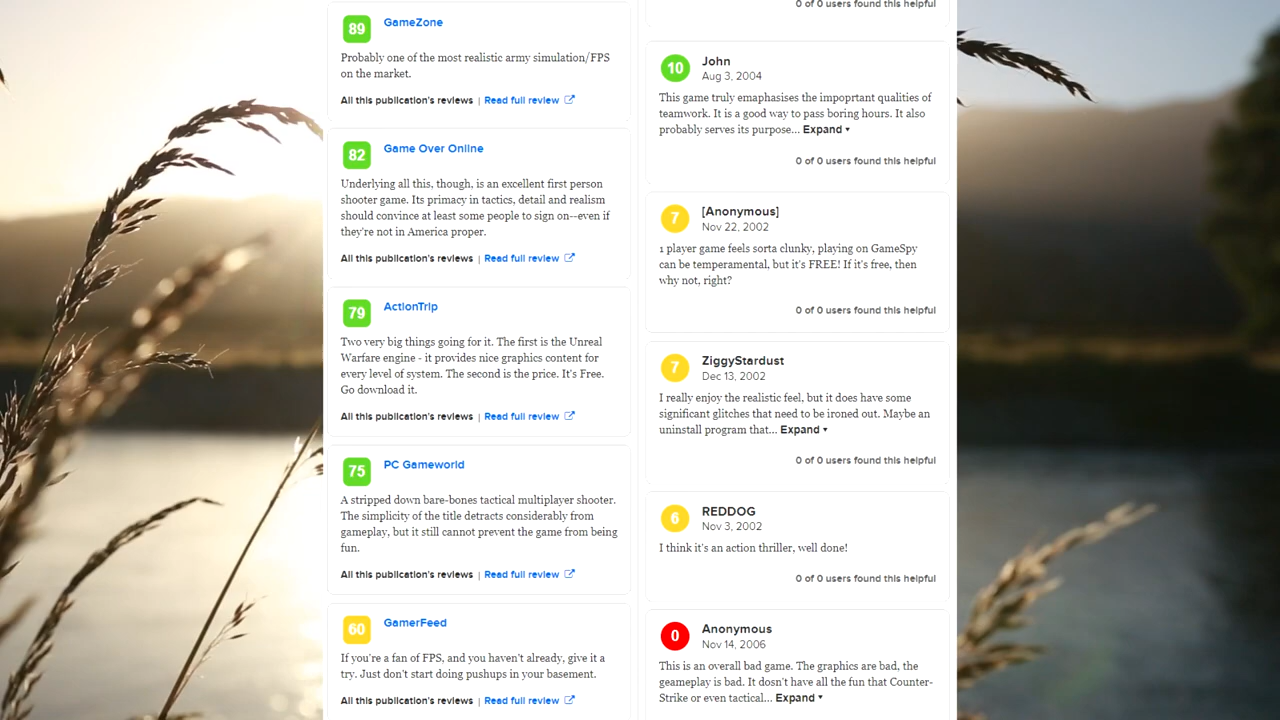 89 GameZone
Probably one of the most realistic army simulation/FPS
on the market.
All this publication's reviews | Read full review
82 Game Over Online
Underlying all this, though, is an excellent first person
shooter game. Its primacy in tactics, detail and realism
should convince at least some people to sign on--even if
they're not in America proper.
All this publication's reviews | Read full review
79 ActionTrip
Two very big things going for it. The first is the Unreal
Warfare engine - it provides nice graphics content for
every level of system. The second is the price. It's Free.
Go download it.
All this publication's reviews | Read full review
75 PC Gameworld
A stripped down bare-bones tactical multiplayer shooter.
The simplicity of the title detracts considerably from
gameplay, but it still cannot prevent the game from being
fun.
All this publication's reviews | Read full review
60 GamerFeed
If you're a fan of FPS, and you haven't already, give it a
try. Just don't start doing pushups in your basement.
All this publication's reviews | Read full review
0 of 0 users found this helpful
10 John
Aug 3, 2004
This game truly emaphasises the impoprtant qualities of
teamwork. It is a good way to pass boring hours. It also
probably serves its purpose... Expand
0 of 0 users found this helpful
7 [Anonymous]
Nov 22, 2002
1 player game feels sorta clunky, playing on GameSpy
can be temperamental, but it's FREE! If it's free, then
why not, right?
0 of 0 users found this helpful
7 ZiggyStardust
Dec 13, 2002
I really enjoy the realistic feel, but it does have some
significant glitches that need to be ironed out. Maybe an
uninstall program that... Expand
0 of 0 users found this helpful
6 REDDOG
Nov 3, 2002
I think it's an action thriller, well done!
0 of 0 users found this helpful
0 Anonymous
Nov 14, 2006
This is an overall bad game. The graphics are bad, the
geameplay is bad. It dosn't have all the fun that Counter-
Strike or even tactical... Expand